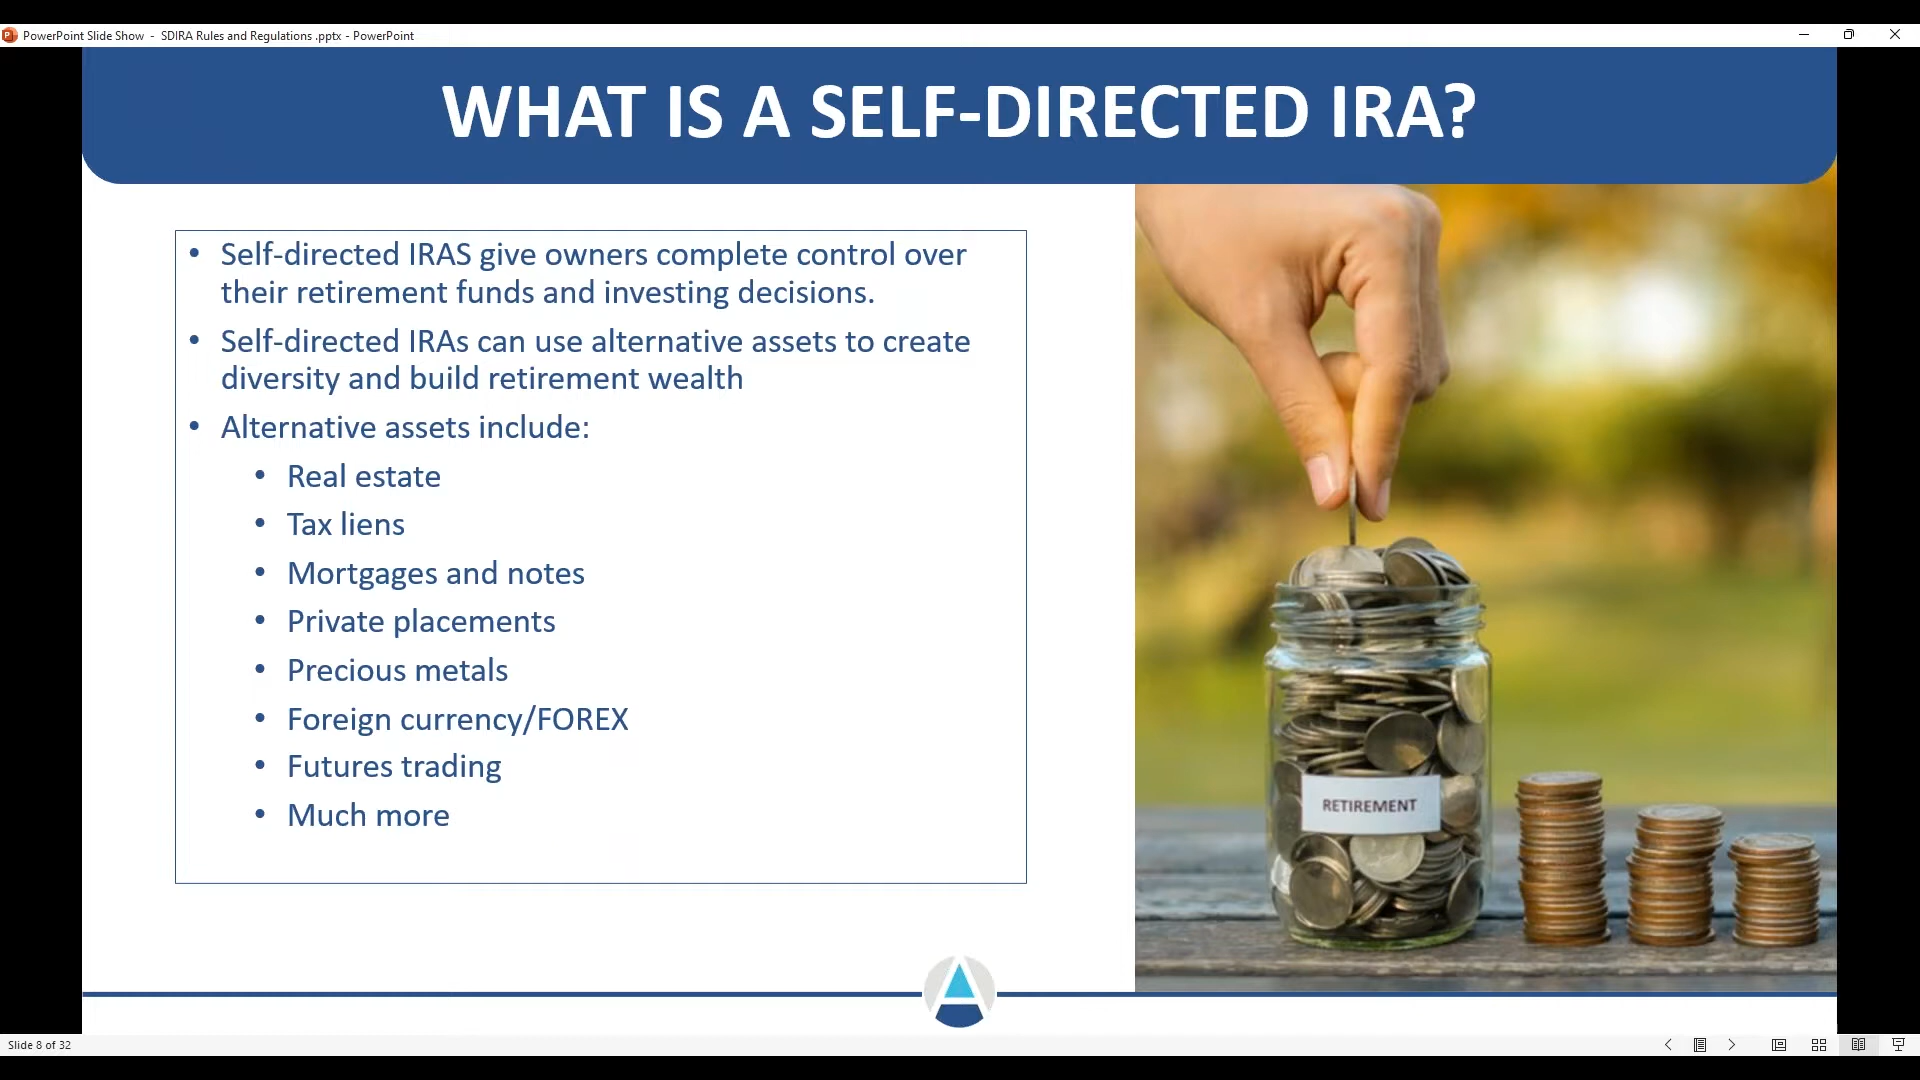 PowerPoint Slide Show - SDIRA Rules and Regulations .pptx - PowerPoint
WHAT IS A SELF-DIRECTED IRA?
• Self-directed IRAS give owners complete control over
their retirement funds and investing decisions.
• Self-directed IRAs can use alternative assets to create
diversity and build retirement wealth
• Alternative assets include:
• Real estate
• Tax liens
• Mortgages and notes
• Private placements
• Precious metals
• Foreign currency/FOREX
• Futures trading
• Much more
RETIREMENT
A
Slide 8 of 32